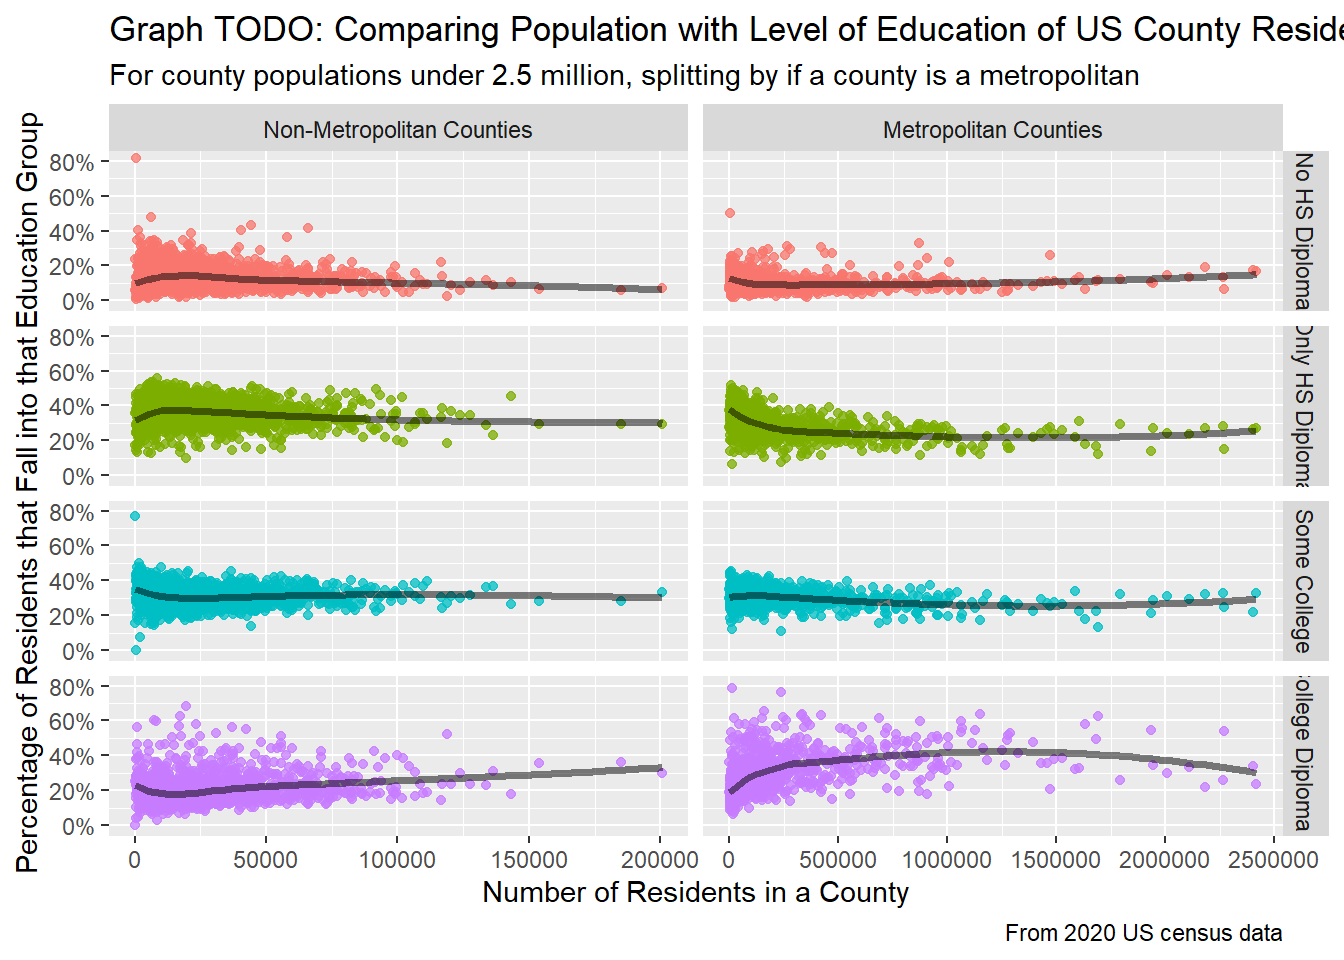 Graph TODO: Comparing Population with Level of Education of US County Reside
For county populations under 2.5 million, splitting by if a county is a metropolitan
Non-Metropolitan Counties
Metropolitan Counties
Percentage of Residents that Fall into that Education Group
80%
60%
40%
20%
0%
No HS Diploma
80%
60%
40%
20%
0%
Only HS Diploma
80%
60%
40%
20%
0%
Some College
80%
60%
40%
20%
0%
College Diploma
0
50000
100000
150000
200000
0
500000
1000000
1500000
2000000
2500000
Number of Residents in a County
From 2020 US census data